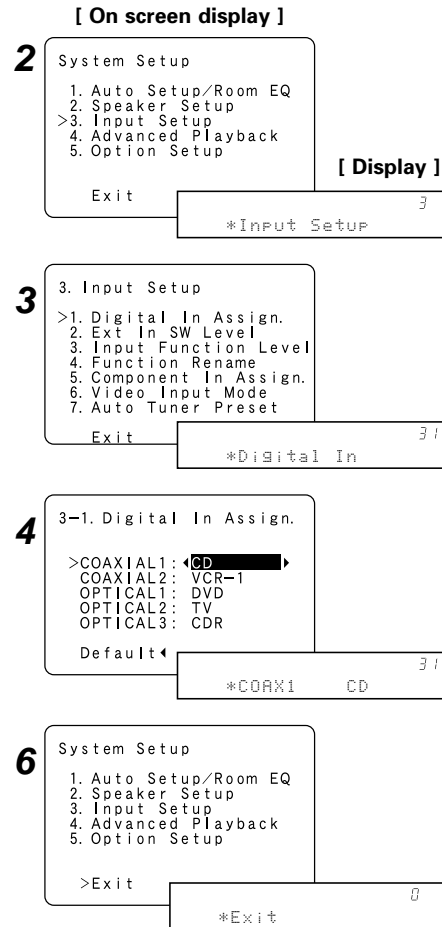 [ On screen display ]
2
System Setup
1. Auto Setup/Room EQ
2. Speaker Setup
>3. Input Setup
4. Advanced Playback
5. Option Setup
Exit
[ Display ]
3
*Input Setup
3
3. Input Setup
>1. Digital In Assign.
2. Ext In SW Level
3. Input Function Level
4. Function Rename
5. Component In Assign.
6. Video Input Mode
7. Auto Tuner Preset
Exit
31
*Digital In
4
3-1. Digital In Assign.
>COAXIAL1: ◀CD ▶
COAXIAL2: VCR-1
OPTICAL1: DVD
OPTICAL2: TV
OPTICAL3: CDR
Default◀
31
*COAX1 CD
6
System Setup
1. Auto Setup/Room EQ
2. Speaker Setup
3. Input Setup
4. Advanced Playback
5. Option Setup
>Exit
0
*Exit